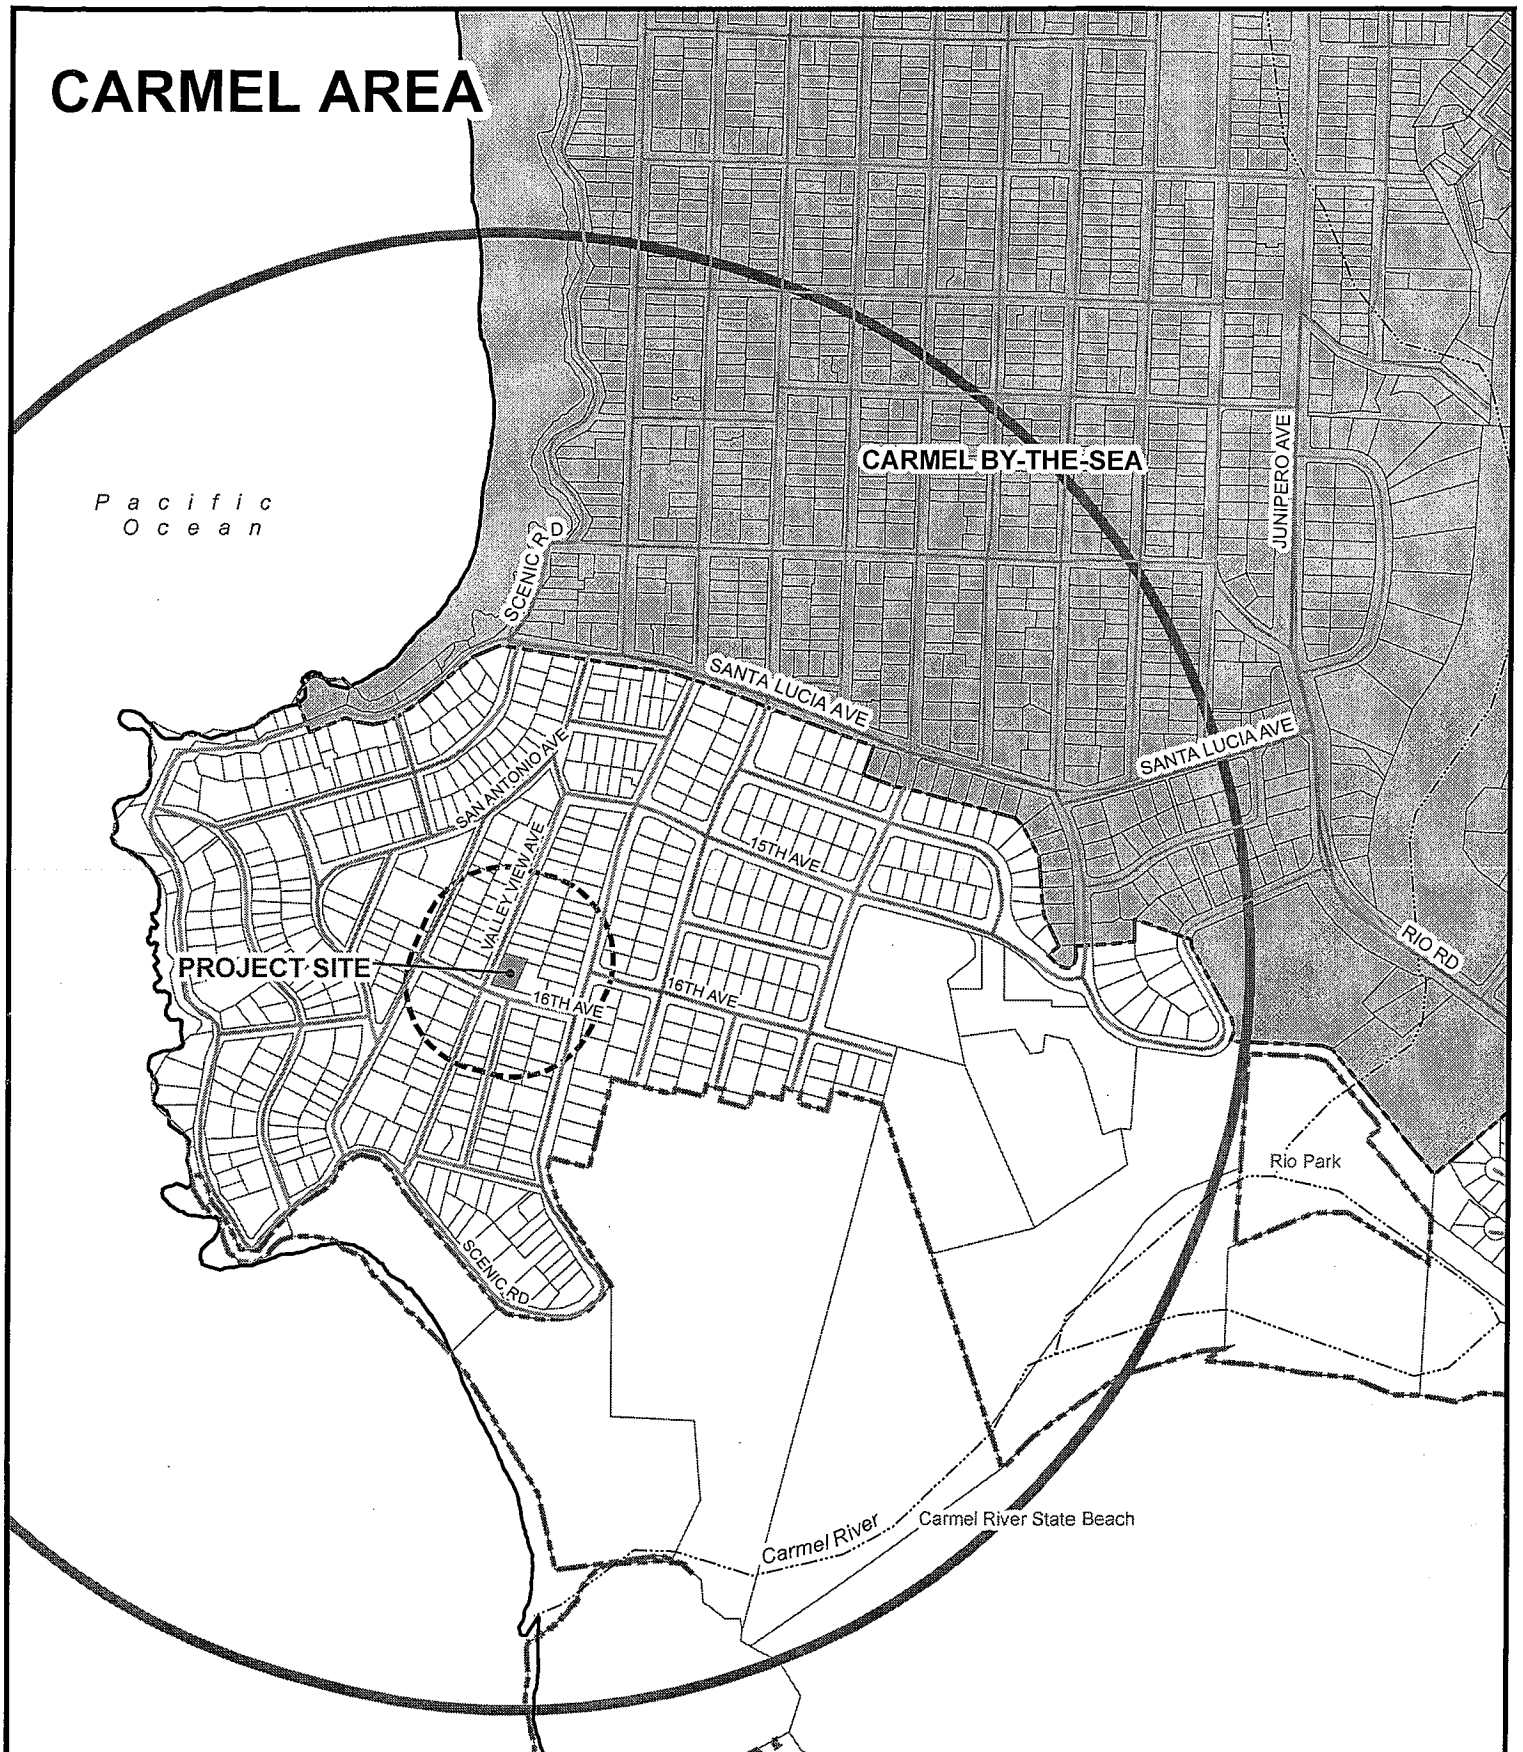 CARMEL AREA
CARMEL BY-THE-SEA
JUNIPERO AVE
Pacific
Ocean
SCENIC RD
SANTA LUCIA AVE
SANTA LUCIA AVE
SAN ANTONIO AVE
VALLEY VIEW AVE
15TH AVE
RIO RD
PROJECT SITE
16TH AVE
16TH AVE
Rio Park
SCENIC RD
Carmel River
Carmel River State Beach